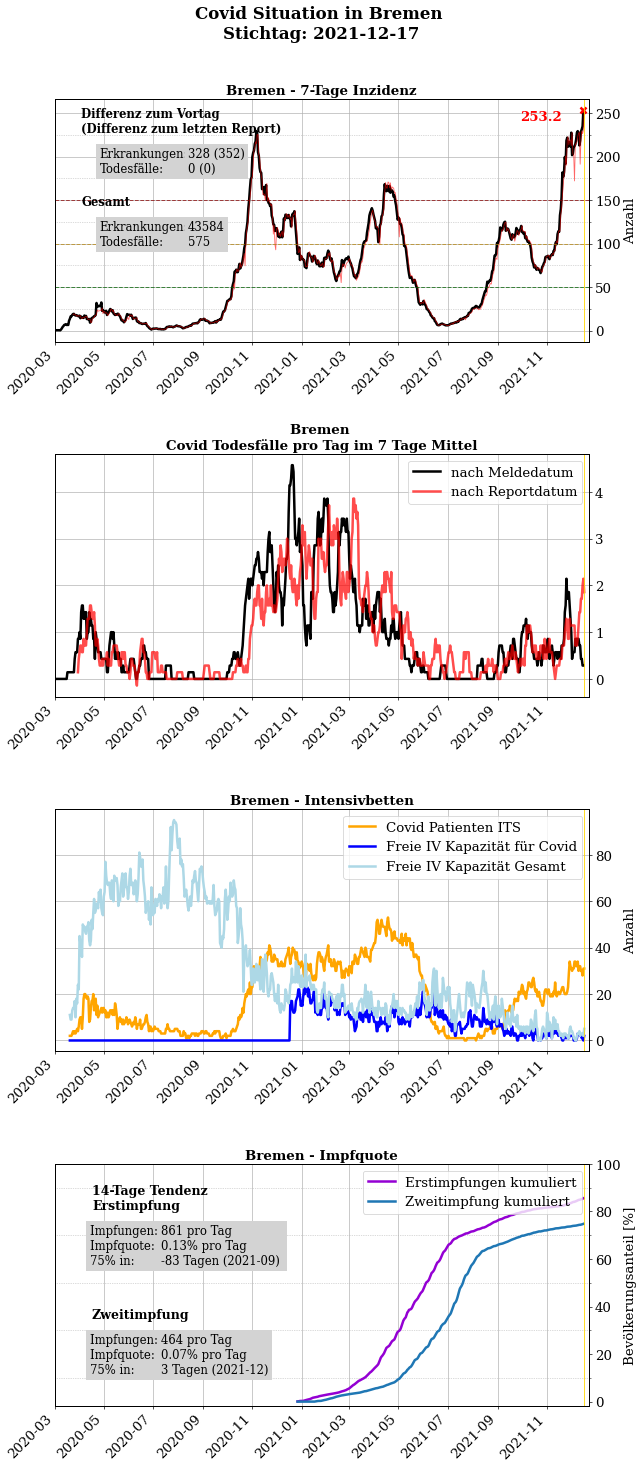 Covid Situation in Bremen
Stichtag: 2021-12-17
Bremen - 7-Tage Inzidenz
Differenz zum Vortag
(Differenz zum letzten Report)
Erkrankungen 328 (352)
Todesfälle: 0 (0)
Gesamt
Erkrankungen 43584
Todesfälle: 575
253.2
250
200
150
100
50
0
Anzahl
2020-03
2020-05
2020-07
2020-09
2020-11
2021-01
2021-03
2021-05
2021-07
2021-09
2021-11
Bremen
Covid Todesfälle pro Tag im 7 Tage Mittel
nach Meldedatum
nach Reportdatum
4
3
2
1
0
2020-03
2020-05
2020-07
2020-09
2020-11
2021-01
2021-03
2021-05
2021-07
2021-09
2021-11
Bremen - Intensivbetten
Covid Patienten ITS
Freie IV Kapazität für Covid
Freie IV Kapazität Gesamt
80
60
40
20
0
Anzahl
2020-03
2020-05
2020-07
2020-09
2020-11
2021-01
2021-03
2021-05
2021-07
2021-09
2021-11
Bremen - Impfquote
14-Tage Tendenz
Erstimpfung
Impfungen: 861 pro Tag
Impfquote: 0.13% pro Tag
75% in: -83 Tagen (2021-09)
Zweitimpfung
Impfungen: 464 pro Tag
Impfquote: 0.07% pro Tag
75% in: 3 Tagen (2021-12)
Erstimpfungen kumuliert
Zweitimpfung kumuliert
100
80
60
40
20
0
Bevölkerungsanteil [%]
2020-03
2020-05
2020-07
2020-09
2020-11
2021-01
2021-03
2021-05
2021-07
2021-09
2021-11